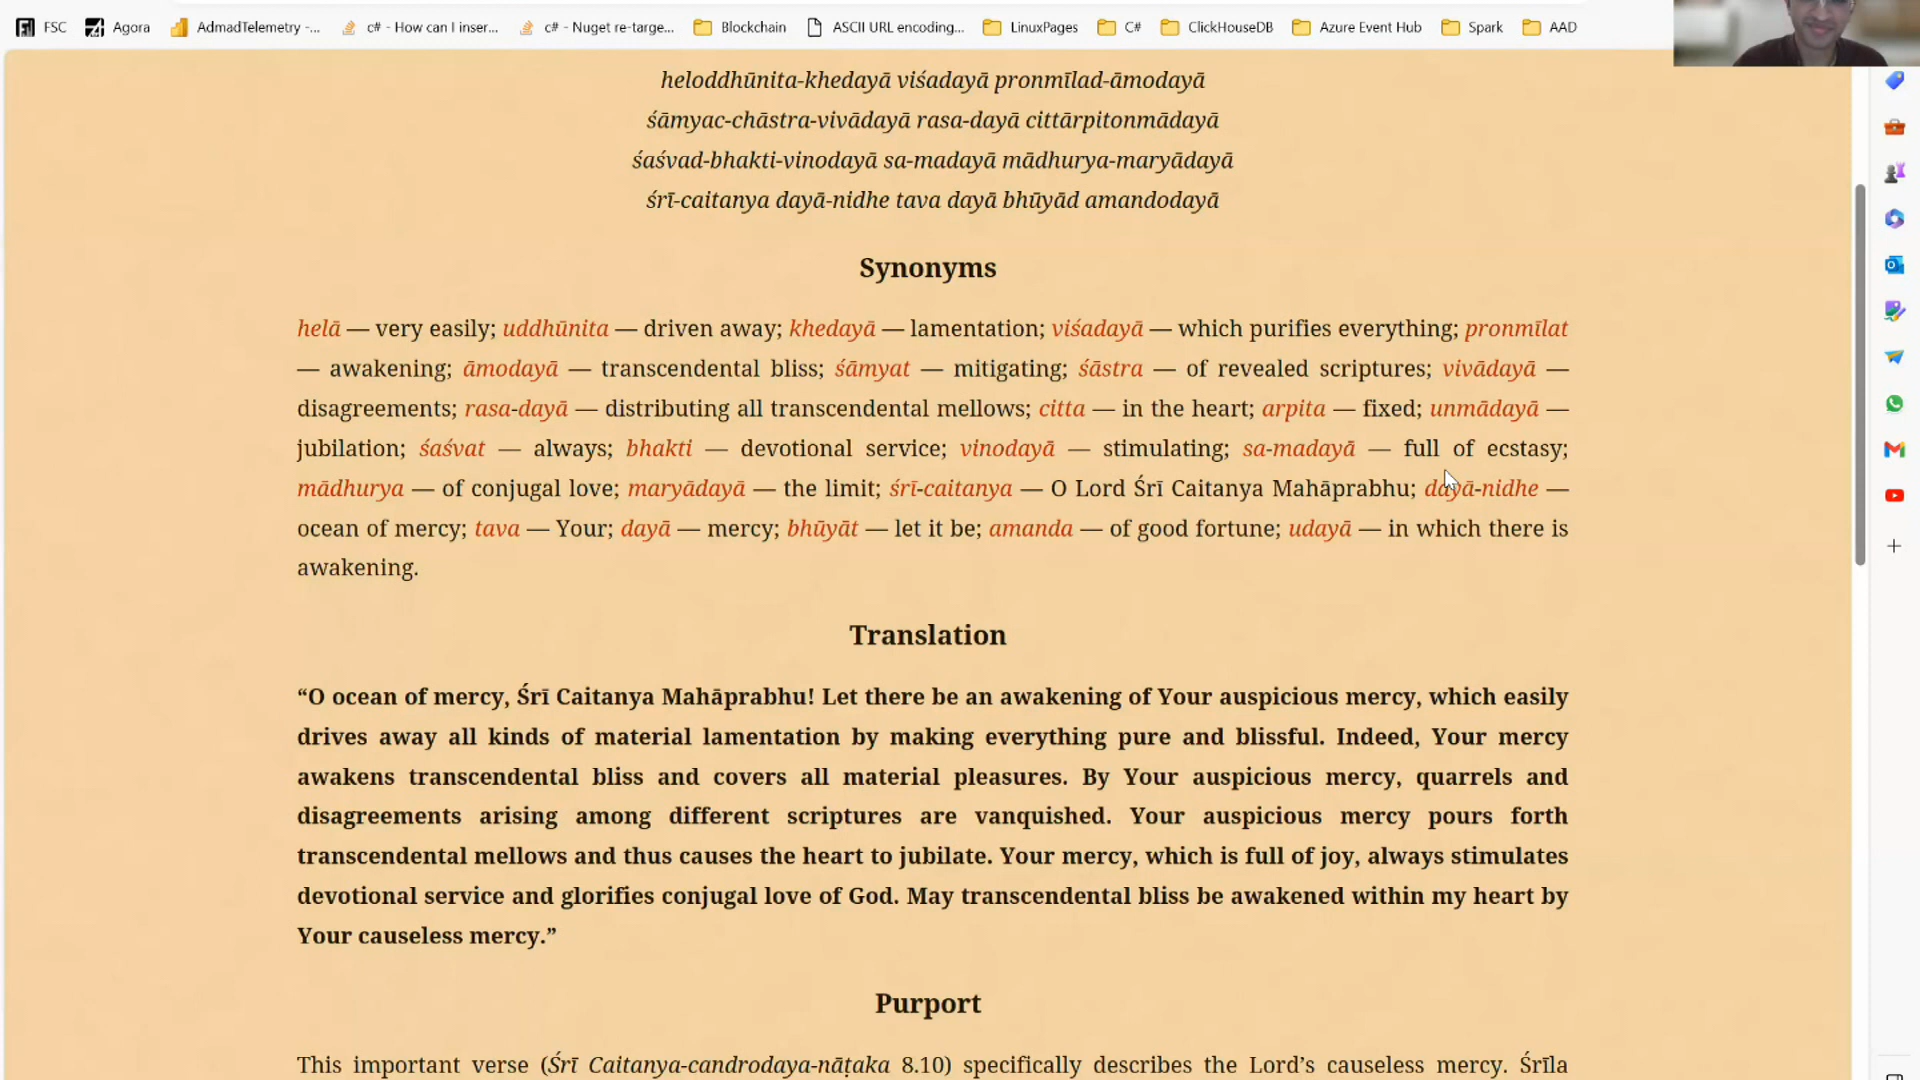 FSC Agora AdmadTelemetry -... c# - How can I inser... c# - Nuget re-targe... Blockchain ASCII URL encoding... LinuxPages C# ClickHouseDB Azure Event Hub Spark AAD
heloddhūnita-khedayā viśadayā pronmīlad-āmodayā
śāmyac-chāstra-vivādayā rasa-dayā cittārpitonmādayā
śaśvad-bhakti-vinodayā sa-madayā mādhurya-maryādayā
śrī-caitanya dayā-nidhe tava dayā bhūyād amandodayā
Synonyms
helā — very easily; uddhūnita — driven away; khedayā — lamentation; viśadayā — which purifies everything; pronmīlat
— awakening; āmodayā — transcendental bliss; śāmyat — mitigating; śāstra — of revealed scriptures; vivādayā —
disagreements; rasa-dayā — distributing all transcendental mellows; citta — in the heart; arpita — fixed; unmādayā —
jubilation; śaśvat — always; bhakti — devotional service; vinodayā — stimulating; sa-madayā — full of ecstasy;
mādhurya — of conjugal love; maryādayā — the limit; śrī-caitanya — O Lord Śrī Caitanya Mahāprabhu; dayā-nidhe —
ocean of mercy; tava — Your; dayā — mercy; bhūyāt — let it be; amanda — of good fortune; udayā — in which there is
awakening.
Translation
“O ocean of mercy, Śrī Caitanya Mahāprabhu! Let there be an awakening of Your auspicious mercy, which easily
drives away all kinds of material lamentation by making everything pure and blissful. Indeed, Your mercy
awakens transcendental bliss and covers all material pleasures. By Your auspicious mercy, quarrels and
disagreements arising among different scriptures are vanquished. Your auspicious mercy pours forth
transcendental mellows and thus causes the heart to jubilate. Your mercy, which is full of joy, always stimulates
devotional service and glorifies conjugal love of God. May transcendental bliss be awakened within my heart by
Your causeless mercy.”
Purport
This important verse (Śrī Caitanya-candrodaya-nāṭaka 8.10) specifically describes the Lord’s causeless mercy. Śrīla